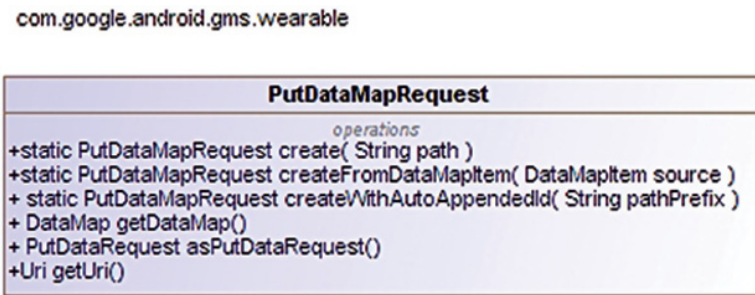 com.google.android.gms.wearable
PutDataMapRequest
operations
+static PutDataMapRequest create( String path )
+static PutDataMapRequest createFromDataMapItem( DataMapItem source )
+ static PutDataMapRequest createWithAutoAppendedId( String pathPrefix )
+ DataMap getDataMap()
+ PutDataRequest asPutDataRequest()
+Uri getUri()